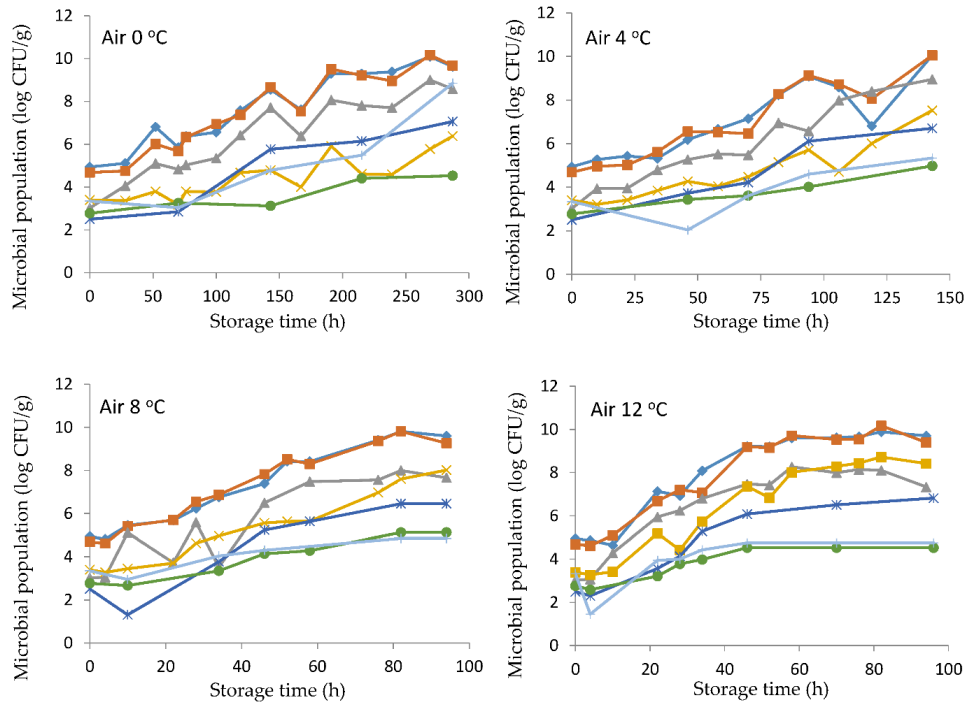 Air 0 °C
Microbial population (log CFU/g)
12
10
8
6
4
2
0
0 50 100 150 200 250 300
Storage time (h)
Air 4 °C
Microbial population (log CFU/g)
12
10
8
6
4
2
0
0 25 50 75 100 125 150
Storage time (h)
Air 8 °C
Microbial population (log CFU/g)
12
10
8
6
4
2
0
0 20 40 60 80 100
Storage time (h)
Air 12 °C
Microbial population (log CFU/g)
12
10
8
6
4
2
0
0 20 40 60 80 100
Storage time (h)